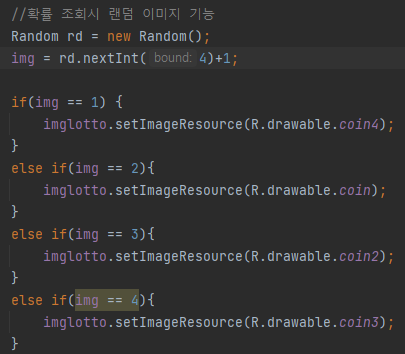 //확률 조회시 랜덤 이미지 기능
Random rd = new Random();
img = rd.nextInt( bound: 4)+1;
if(img == 1) {
imglotto.setImageResource(R.drawable.coin4);
}
else if(img == 2){
imglotto.setImageResource(R.drawable.coin);
}
else if(img == 3){
imglotto.setImageResource(R.drawable.coin2);
}
else if(img == 4){
imglotto.setImageResource(R.drawable.coin3);
}